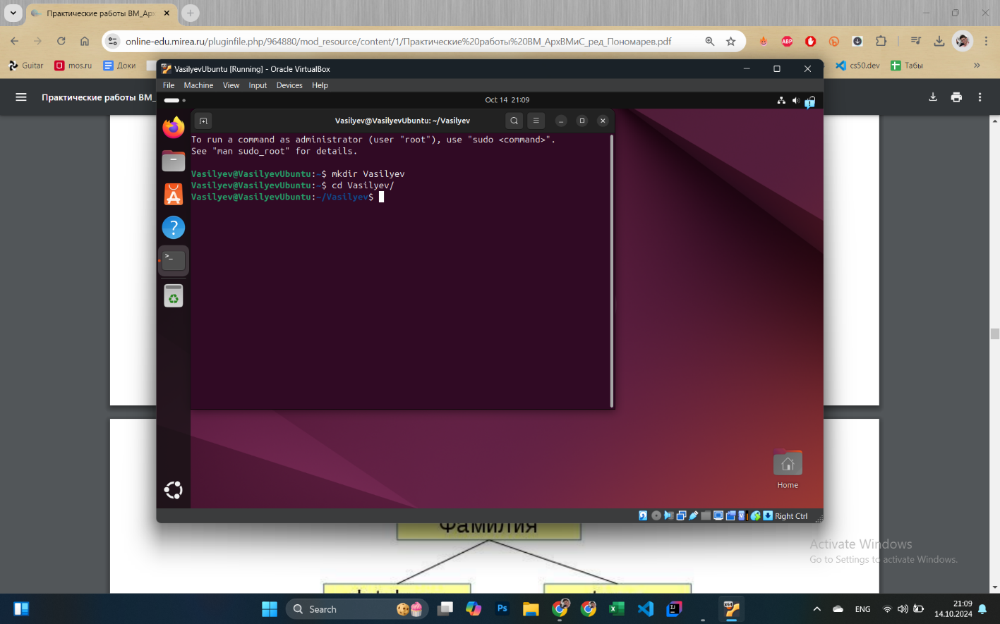 Практические работы ВМ_Арх
online-edu.mirea.ru/pluginfile.php/964880/mod_resource/content/1/Практические%20работы%20ВМ_АрхВМиС_ред_Пономарев.pdf
ABP
Guitar
mos.ru
Доки
cs50.dev
Табы
Практические работы ВМ_
VasilyevUbuntu [Running] - Oracle VirtualBox
File Machine View Input Devices Help
Oct 14 21:09
Vasilyev@VasilyevUbuntu: ~/Vasilyev
To run a command as administrator (user "root"), use "sudo <command>".
See "man sudo_root" for details.
Vasilyev@VasilyevUbuntu:~$ mkdir Vasilyev
Vasilyev@VasilyevUbuntu:~$ cd Vasilyev/
Vasilyev@VasilyevUbuntu:~/Vasilyev$
Home
Right Ctrl
Фамилия
Activate Windows
Go to Settings to activate Windows.
Search
Ps
ENG
21:09
14.10.2024